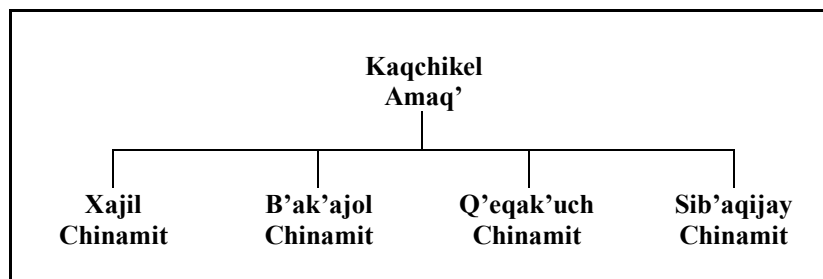 Kaqchikel
Amaq’
Xajil
Chinamit
B’ak’ajol
Chinamit
Q’eqak’uch
Chinamit
Sib’aqijay
Chinamit